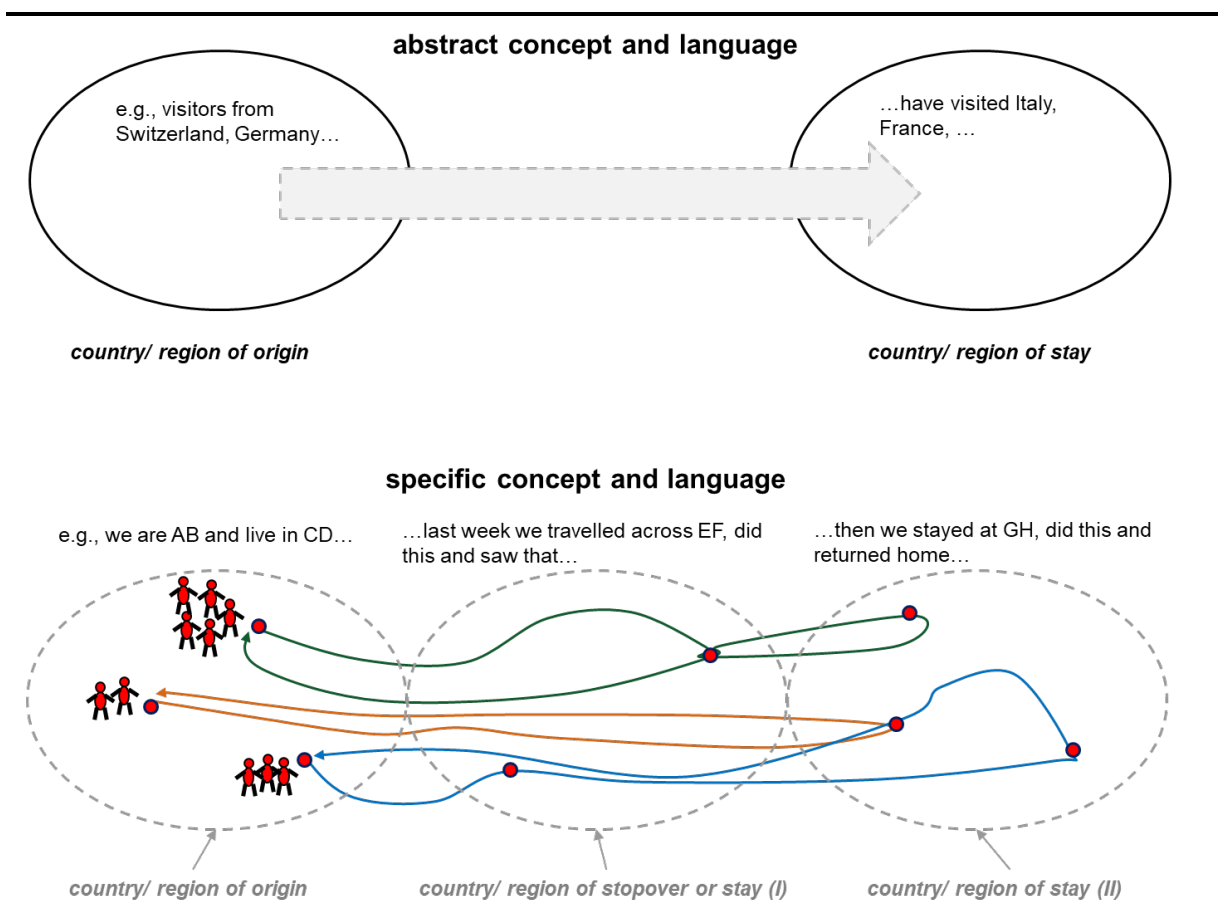 abstract concept and language
e.g., visitors from
Switzerland, Germany…
…have visited Italy,
France, …
country/ region of origin
country/ region of stay
specific concept and language
e.g., we are AB and live in CD…
…last week we travelled across EF, did
this and saw that…
…then we stayed at GH, did this and
returned home…
country/ region of origin
country/ region of stopover or stay (I)
country/ region of stay (II)